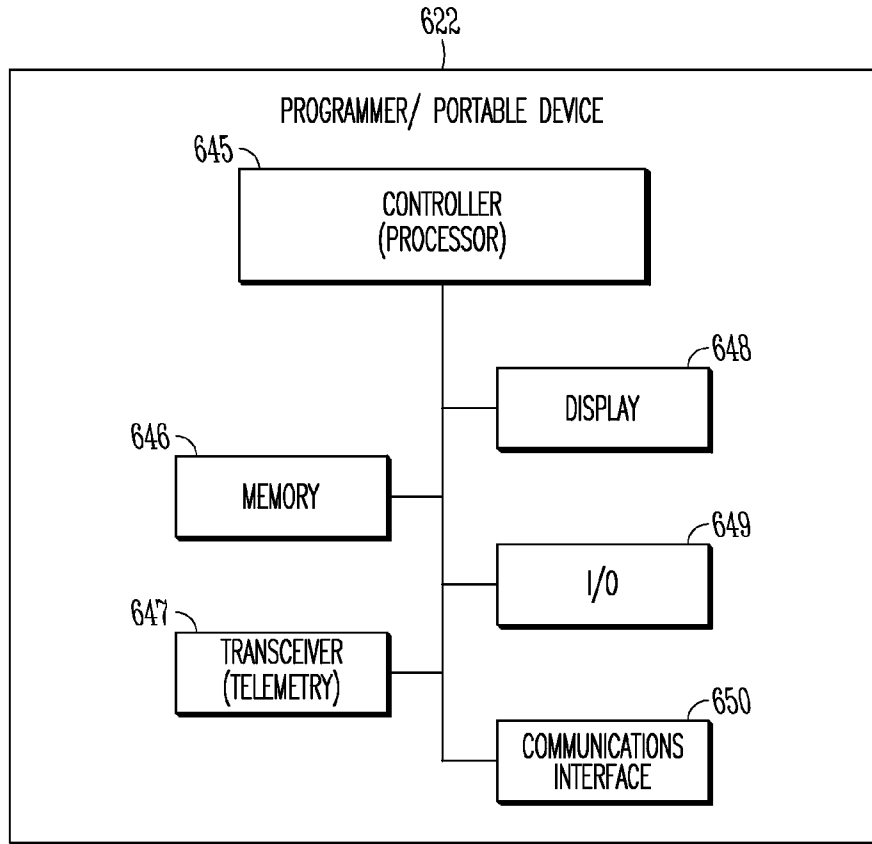 622
PROGRAMMER/ PORTABLE DEVICE
645
CONTROLLER
(PROCESSOR)
648
DISPLAY
646
MEMORY
649
I/O
647
TRANSCEIVER
(TELEMETRY)
650
COMMUNICATIONS
INTERFACE